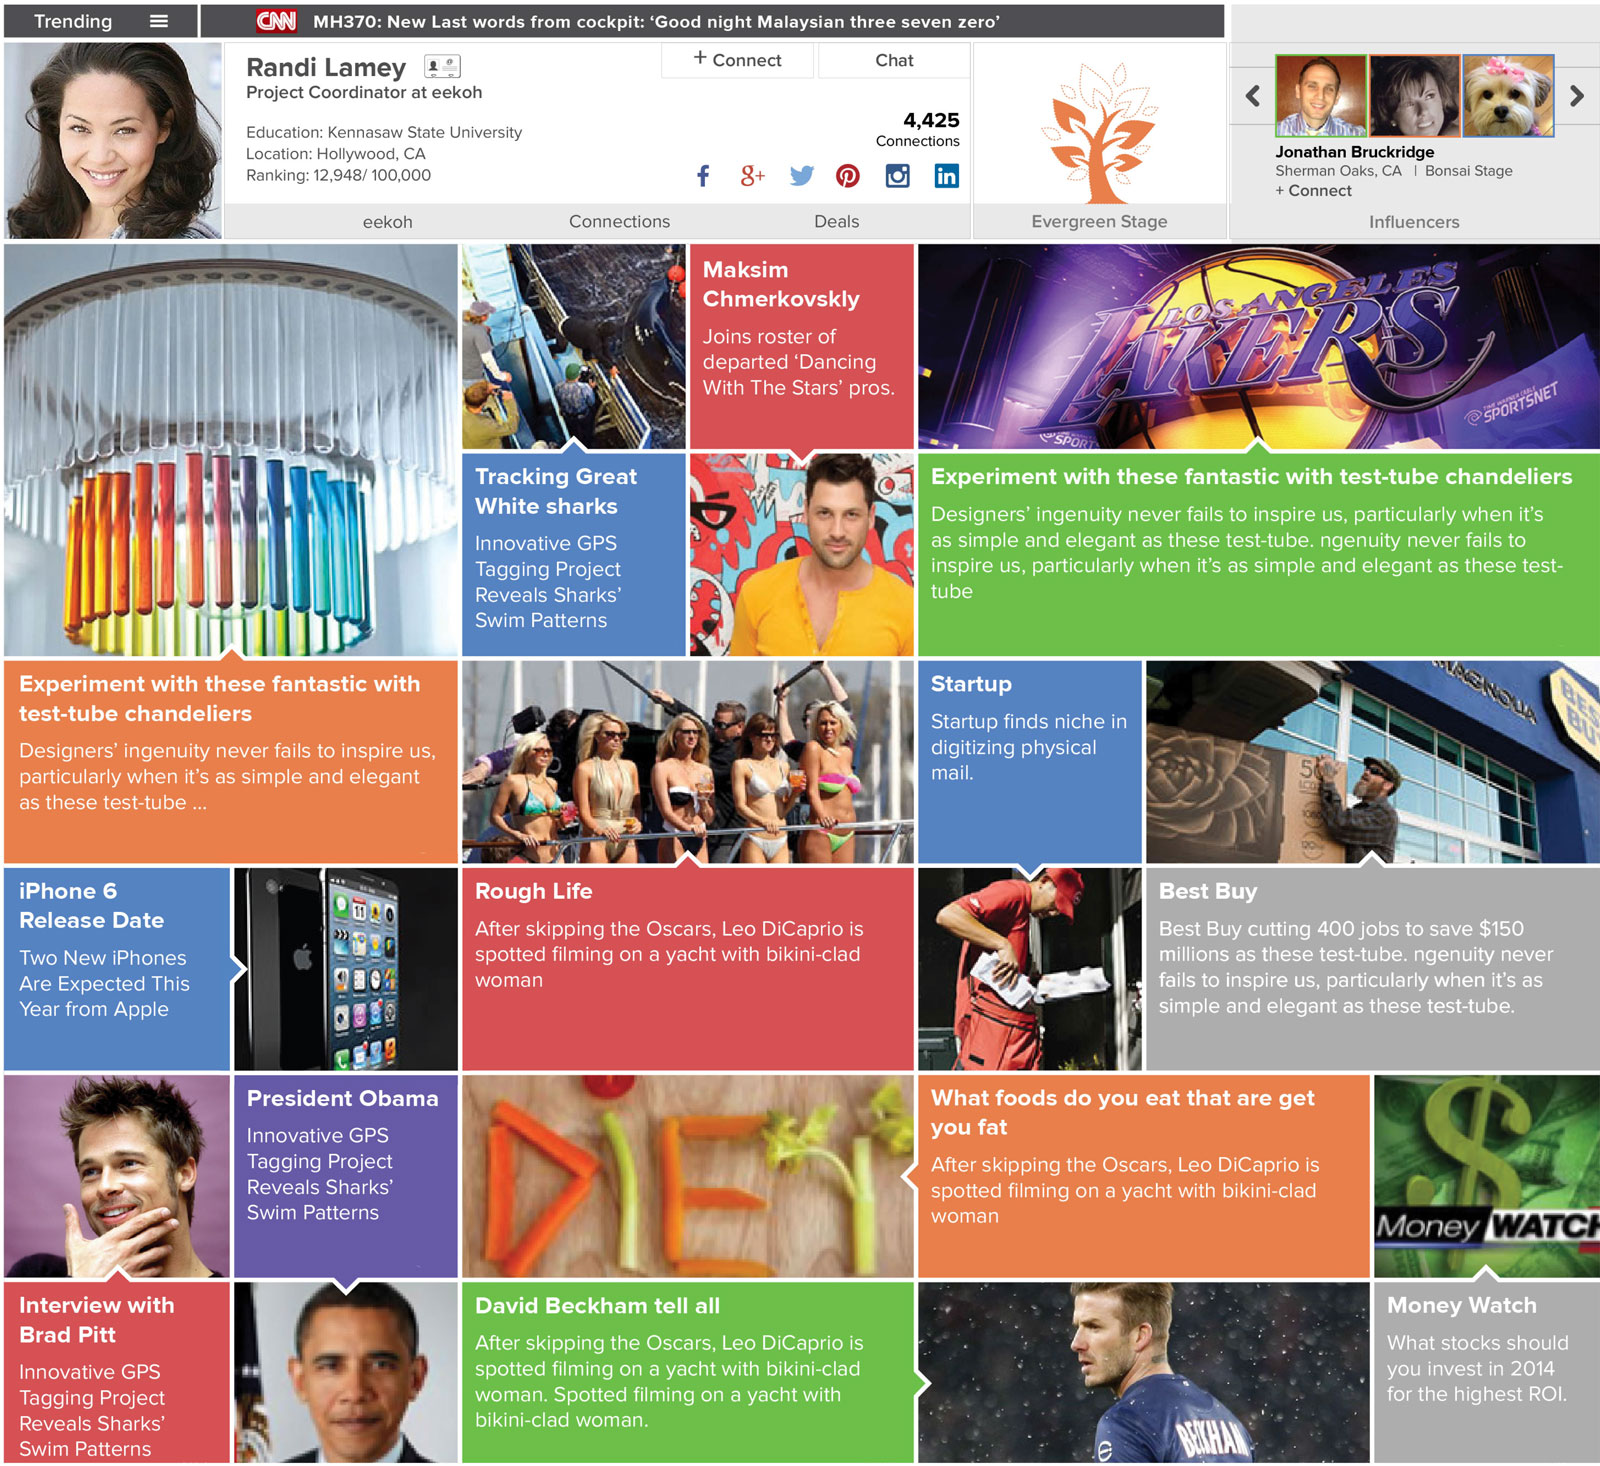 Trending
CNN MH370: New Last words from cockpit: ‘Good night Malaysian three seven zero’
Randi Lamey
Project Coordinator at eekoh
Education: Kennasaw State University
Location: Hollywood, CA
Ranking: 12,948/ 100,000
+ Connect
Chat
4,425
Connections
f g+ in
eekoh
Connections
Deals
Evergreen Stage
Jonathan Bruckridge
Sherman Oaks, CA | Bonsai Stage
+ Connect
Influencers
Maksim
Chmerkovskly
Joins roster of
departed ‘Dancing
With The Stars’ pros.
LOS ANGELES
LAKERS
TIME WARNER CABLE
SPORTSNET
SPORT
Tracking Great
White sharks
Innovative GPS
Tagging Project
Reveals Sharks’
Swim Patterns
Experiment with these fantastic with test-tube chandeliers
Designers’ ingenuity never fails to inspire us, particularly when it’s
as simple and elegant as these test-tube. ngenuity never fails to
inspire us, particularly when it’s as simple and elegant as these test-
tube
Experiment with these fantastic with
test-tube chandeliers
Designers’ ingenuity never fails to inspire us,
particularly when it’s as simple and elegant
as these test-tube ...
Startup
Startup finds niche in
digitizing physical
mail.
MAGNOLIA
BES
BU
iPhone 6
Release Date
Two New iPhones
Are Expected This
Year from Apple
Rough Life
After skipping the Oscars, Leo DiCaprio is
spotted filming on a yacht with bikini-clad
woman
Best Buy
Best Buy cutting 400 jobs to save $150
millions as these test-tube. ngenuity never
fails to inspire us, particularly when it’s as
simple and elegant as these test-tube.
President Obama
Innovative GPS
Tagging Project
Reveals Sharks’
Swim Patterns
DIET
What foods do you eat that are get
you fat
After skipping the Oscars, Leo DiCaprio is
spotted filming on a yacht with bikini-clad
woman
$
Money WATCH
Interview with
Brad Pitt
Innovative GPS
Tagging Project
Reveals Sharks’
Swim Patterns
David Beckham tell all
After skipping the Oscars, Leo DiCaprio is
spotted filming on a yacht with bikini-clad
woman. Spotted filming on a yacht with
bikini-clad woman.
BECKHAM
Money Watch
What stocks should
you invest in 2014
for the highest ROI.